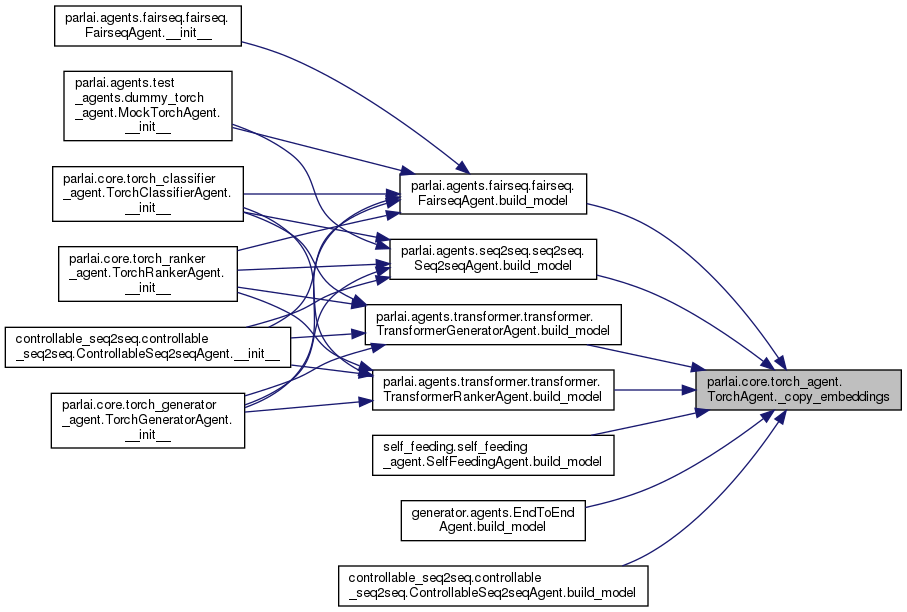 parlai.agents.fairseq.fairseq.
FairseqAgent.__init__
parlai.agents.test
_agents.dummy_torch
_agent.MockTorchAgent.
__init__
parlai.core.torch_classifier
_agent.TorchClassifierAgent.
__init__
parlai.core.torch_ranker
_agent.TorchRankerAgent.
__init__
controllable_seq2seq.controllable
_seq2seq.ControllableSeq2seqAgent.__init__
parlai.core.torch_generator
_agent.TorchGeneratorAgent.
__init__
parlai.agents.fairseq.fairseq.
FairseqAgent.build_model
parlai.agents.seq2seq.seq2seq.
Seq2seqAgent.build_model
parlai.agents.transformer.transformer.
TransformerGeneratorAgent.build_model
parlai.agents.transformer.transformer.
TransformerRankerAgent.build_model
self_feeding.self_feeding
_agent.SelfFeedingAgent.build_model
generator.agents.EndToEnd
Agent.build_model
controllable_seq2seq.controllable
_seq2seq.ControllableSeq2seqAgent.build_model
parlai.core.torch_agent.
TorchAgent._copy_embeddings